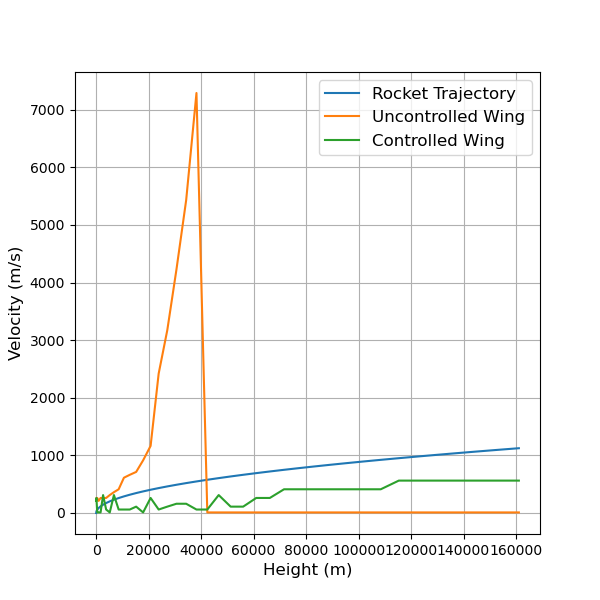 Rocket Trajectory
Uncontrolled Wing
Controlled Wing
7000
6000
5000
4000
3000
2000
1000
0
Velocity (m/s)
0 20000 40000 60000 80000 100000 120000 140000 160000
Height (m)